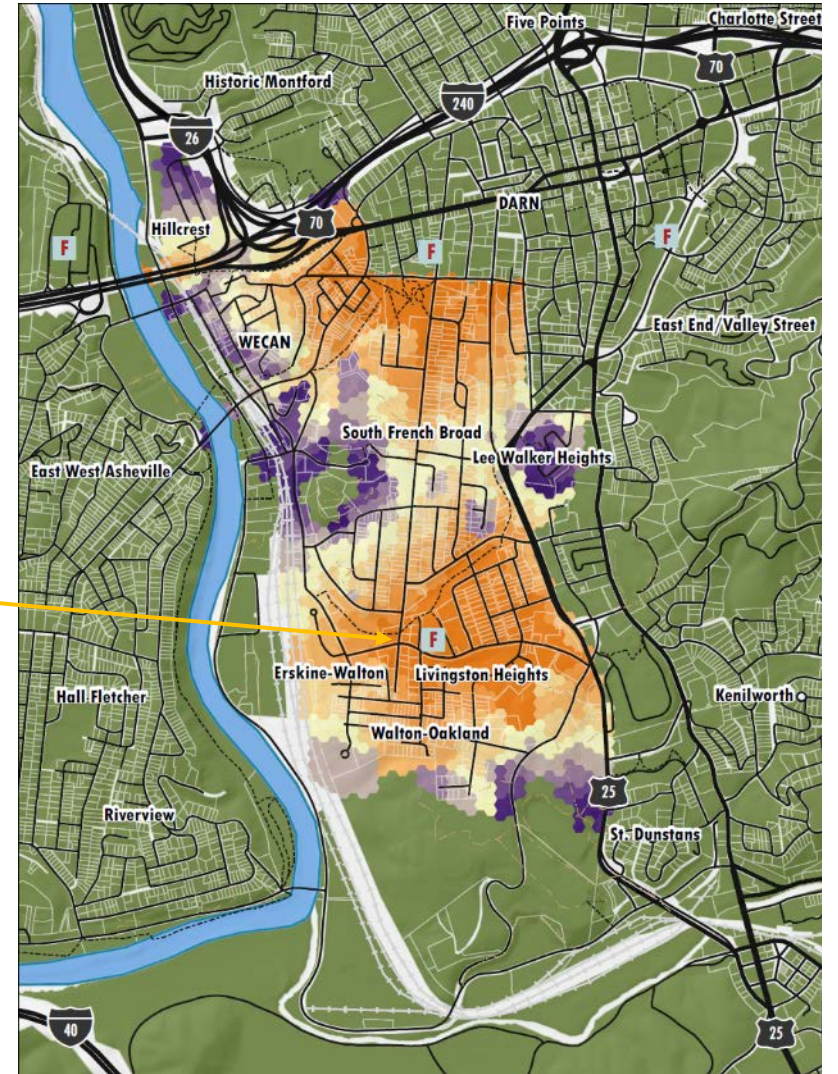 Five Points
Charlotte Street
70
Historic Montford
240
26
DARN
70
Hillcrest
F
F
F
East End/Valley Street
WECAN
South French Broad
Lee Walker Heights
East West Asheville
F
Erskine-Walton
Livingston Heights
Hall Fletcher
Kenilworth
Walton-Oakland
25
Riverview
St. Dunstans
40
25